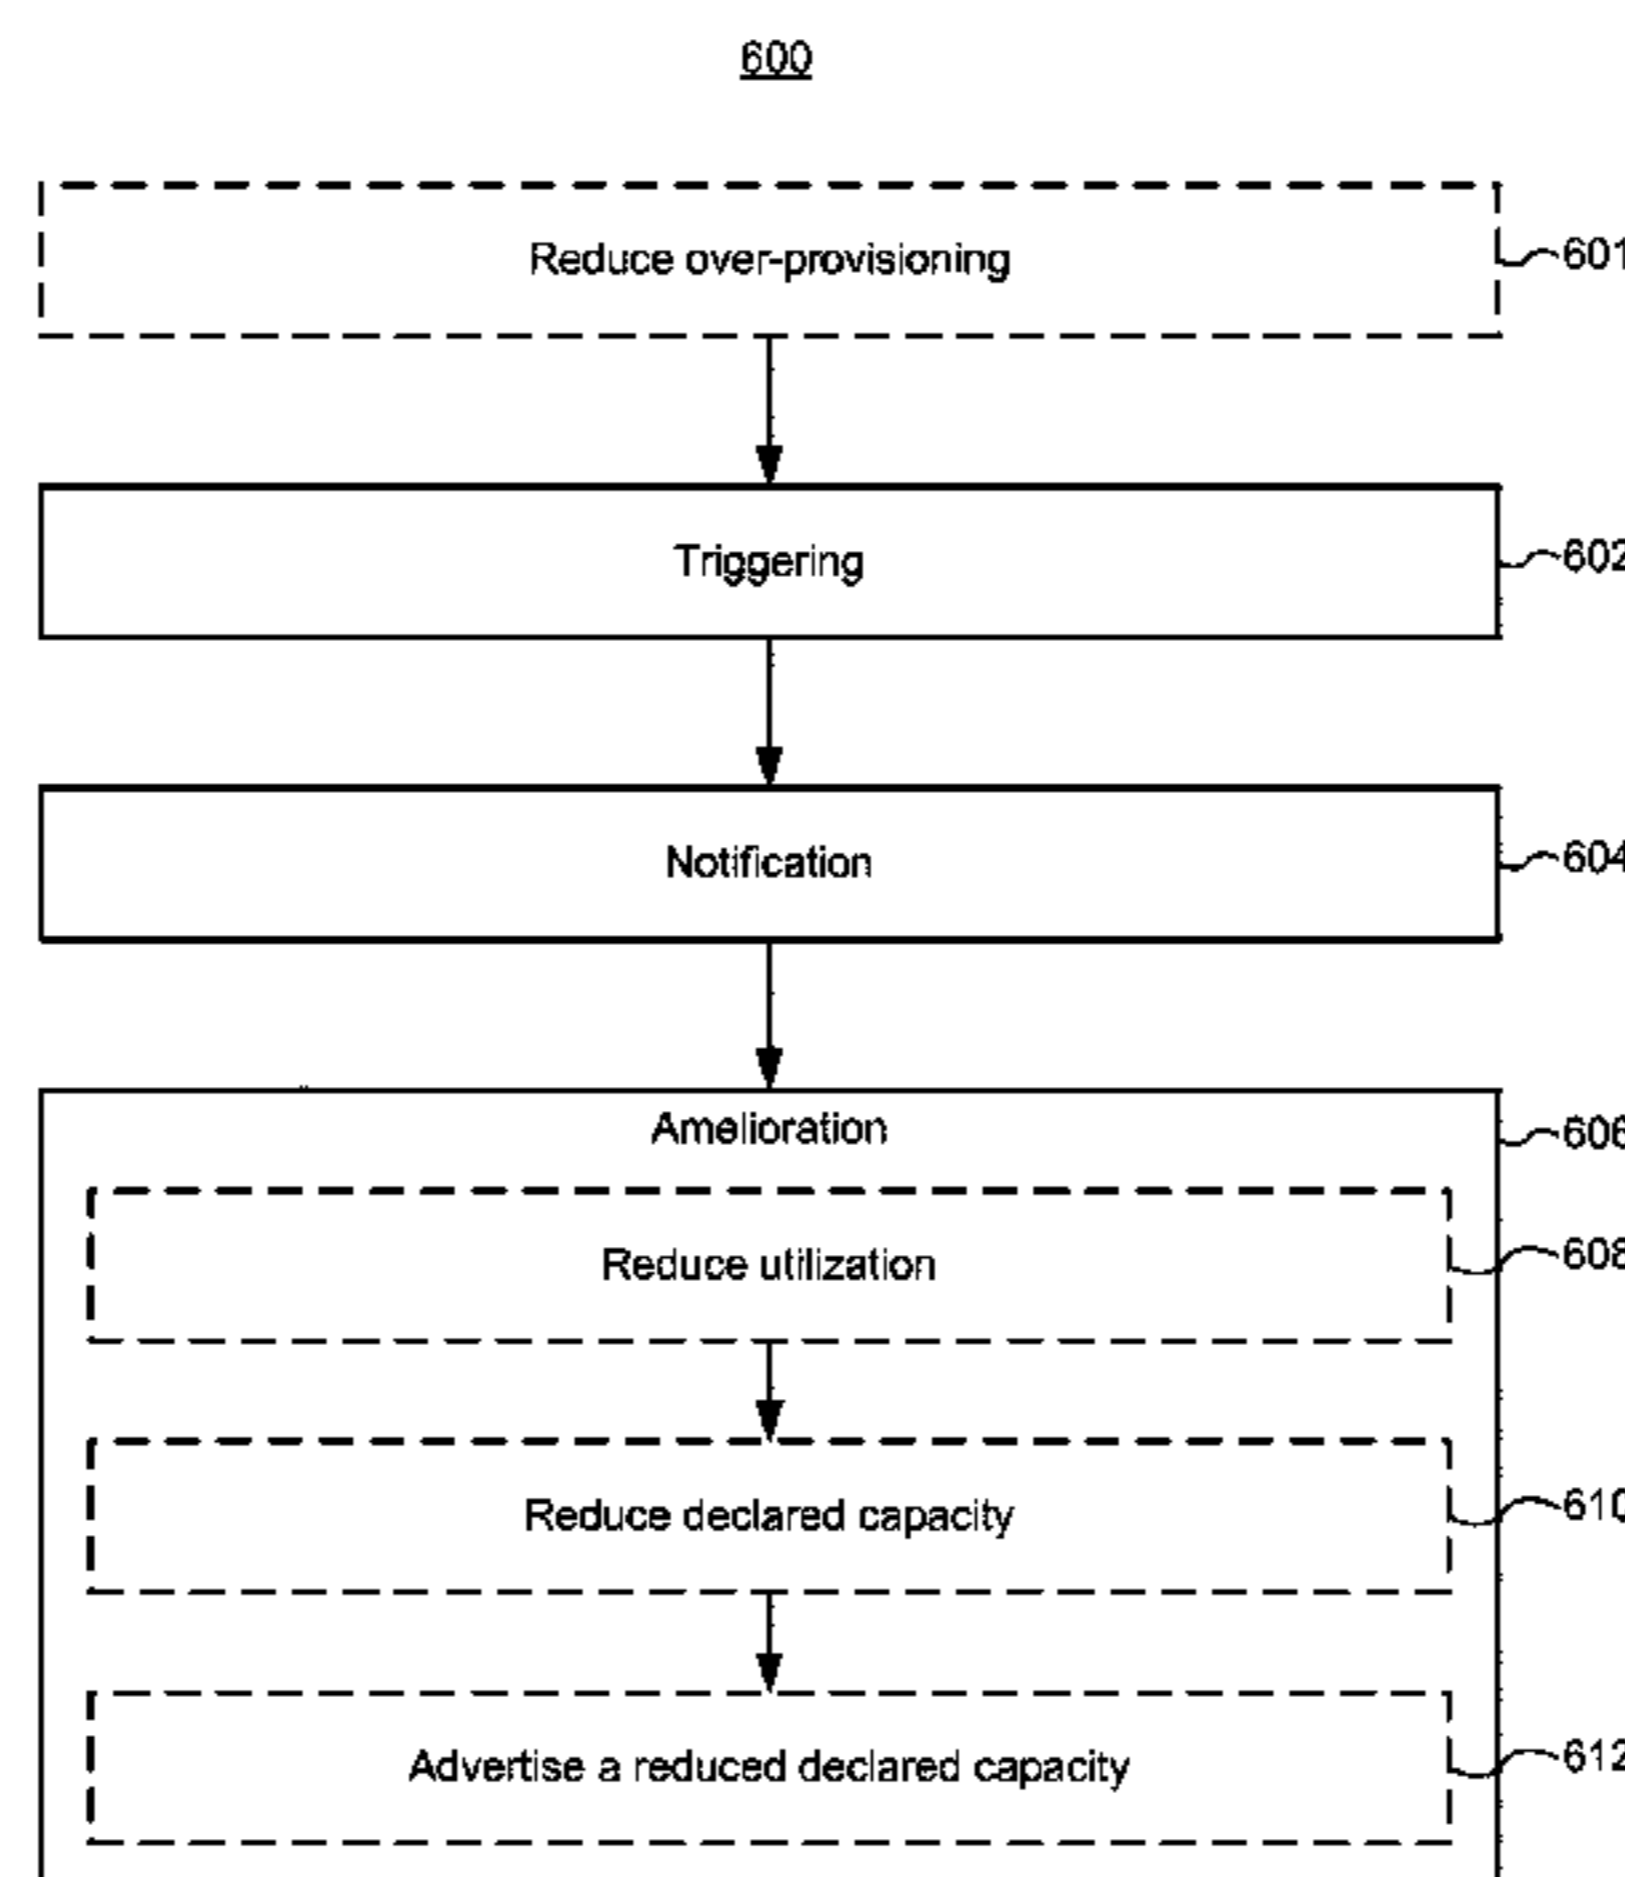 600
Reduce over-provisioning
601
Triggering
602
Notification
604
Amelioration
606
Reduce utilization
608
Reduce declared capacity
610
Advertise a reduced declared capacity
612